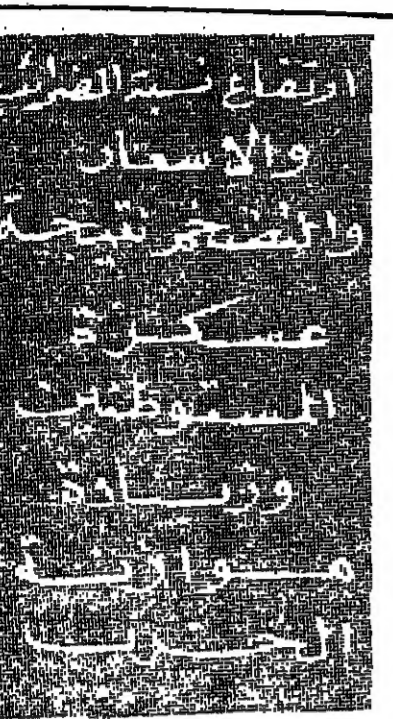 ارتفاع نسبة الضرائب
والاسعار
والتضخم نتيجة
عسكرة
المستوطنين
وزيادة
موازنة
الحرب